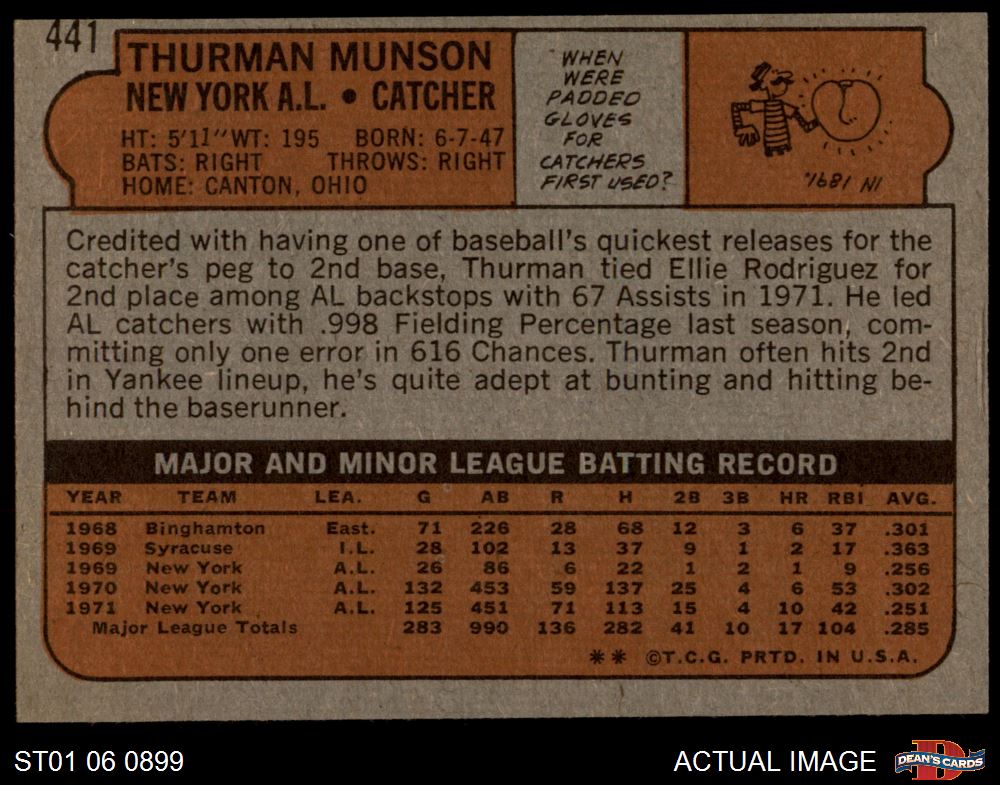 441
THURMAN MUNSON
NEW YORK A.L. • CATCHER
HT: 5'11" WT: 195 BORN: 6-7-47
BATS: RIGHT THROWS: RIGHT
HOME: CANTON, OHIO
WHEN
WERE
PADDED
GLOVES
FOR
CATCHERS
FIRST USED?
IN 1891.
Credited with having one of baseball's quickest releases for the
catcher's peg to 2nd base, Thurman tied Ellie Rodriguez for
2nd place among AL backstops with 67 Assists in 1971. He led
AL catchers with .998 Fielding Percentage last season, com-
mitting only one error in 616 Chances. Thurman often hits 2nd
in Yankee lineup, he's quite adept at bunting and hitting be-
hind the baserunner.
MAJOR AND MINOR LEAGUE BATTING RECORD
YEAR TEAM LEA. G AB R H 2B 3B HR RBI AVG.
1968 Binghamton East. 71 226 28 68 12 3 6 37 .301
1969 Syracuse I.L. 28 102 13 37 9 1 2 17 .363
1969 New York A.L. 26 86 6 22 1 2 1 9 .256
1970 New York A.L. 132 453 59 137 25 4 6 53 .302
1971 New York A.L. 125 451 71 113 15 4 10 42 .251
Major League Totals 283 990 136 282 41 10 17 104 .285
** ©T.C.G. PRTD. IN U.S.A.
ST01 06 0899
ACTUAL IMAGE
DEAN'S CARDS